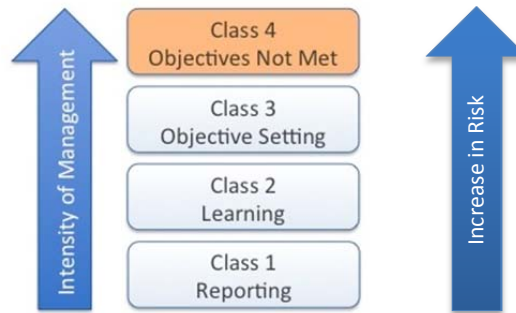 Intensity of Management
Class 4
Objectives Not Met
Class 3
Objective Setting
Class 2
Learning
Class 1
Reporting
Increase in Risk